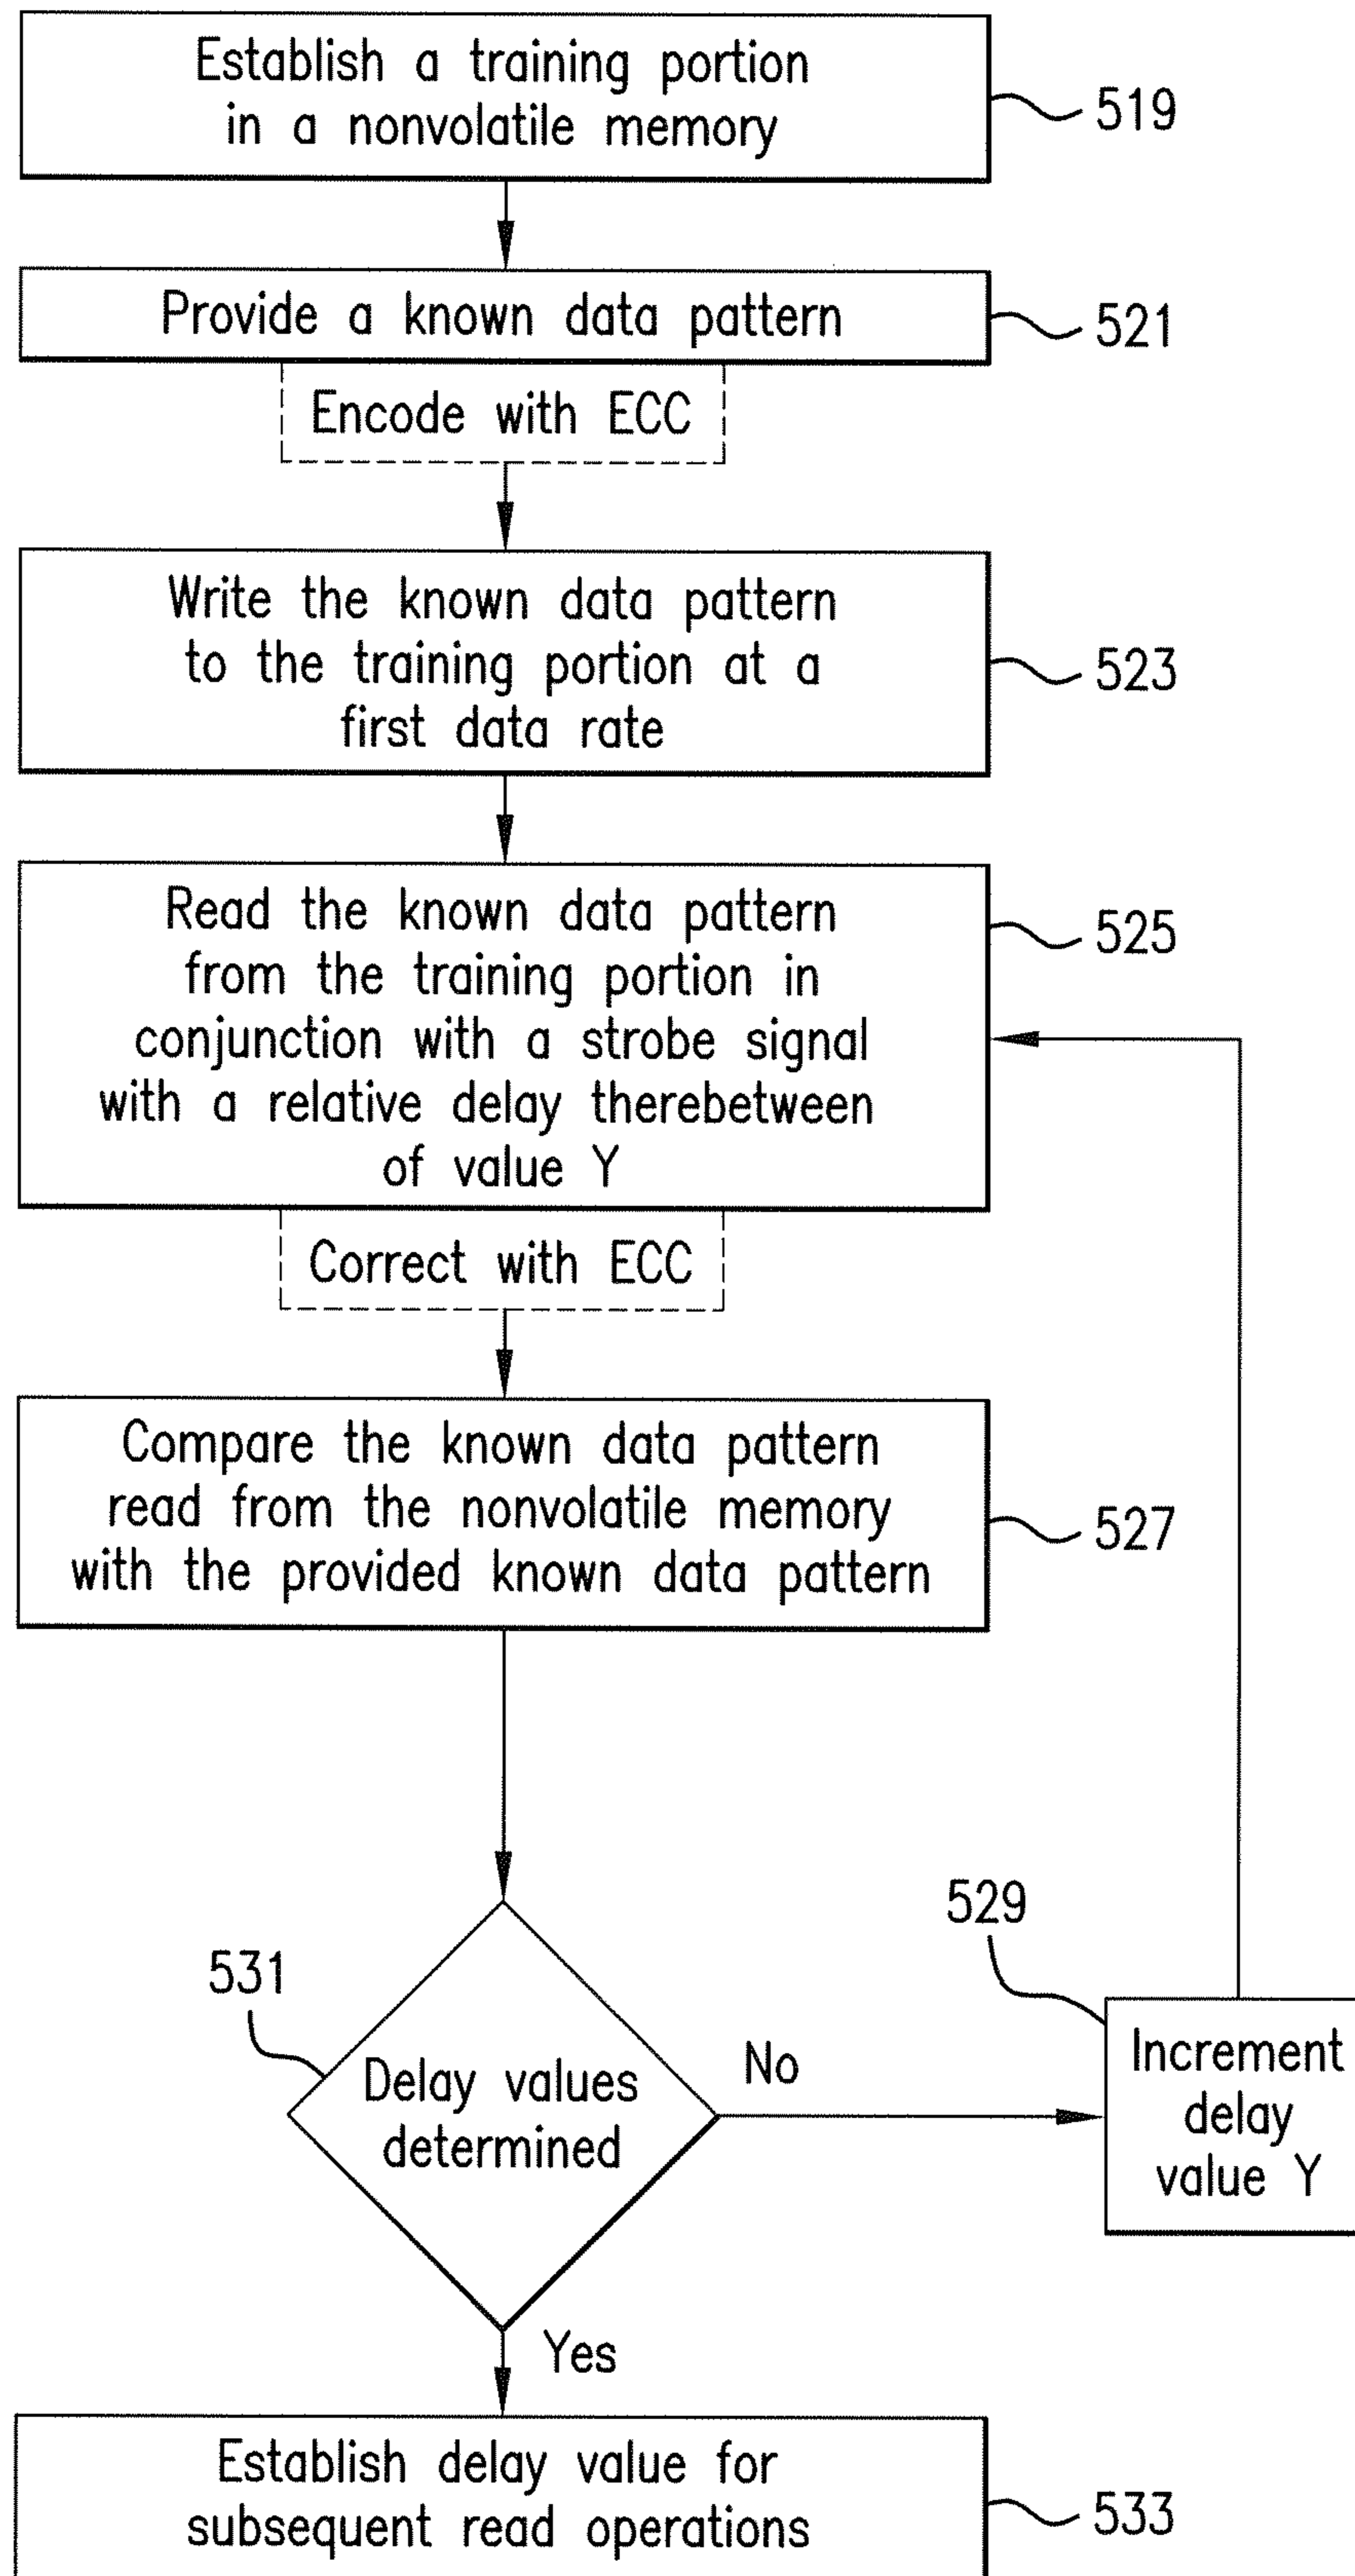 Establish a training portion
in a nonvolatile memory
519
Provide a known data pattern
521
Encode with ECC
Write the known data pattern
to the training portion at a
first data rate
523
Read the known data pattern
from the training portion in
conjunction with a strobe signal
with a relative delay therebetween
of value Y
525
Correct with ECC
Compare the known data pattern
read from the nonvolatile memory
with the provided known data pattern
527
531
Delay values
determined
No
529
Increment
delay
value Y
Yes
Establish delay value for
subsequent read operations
533